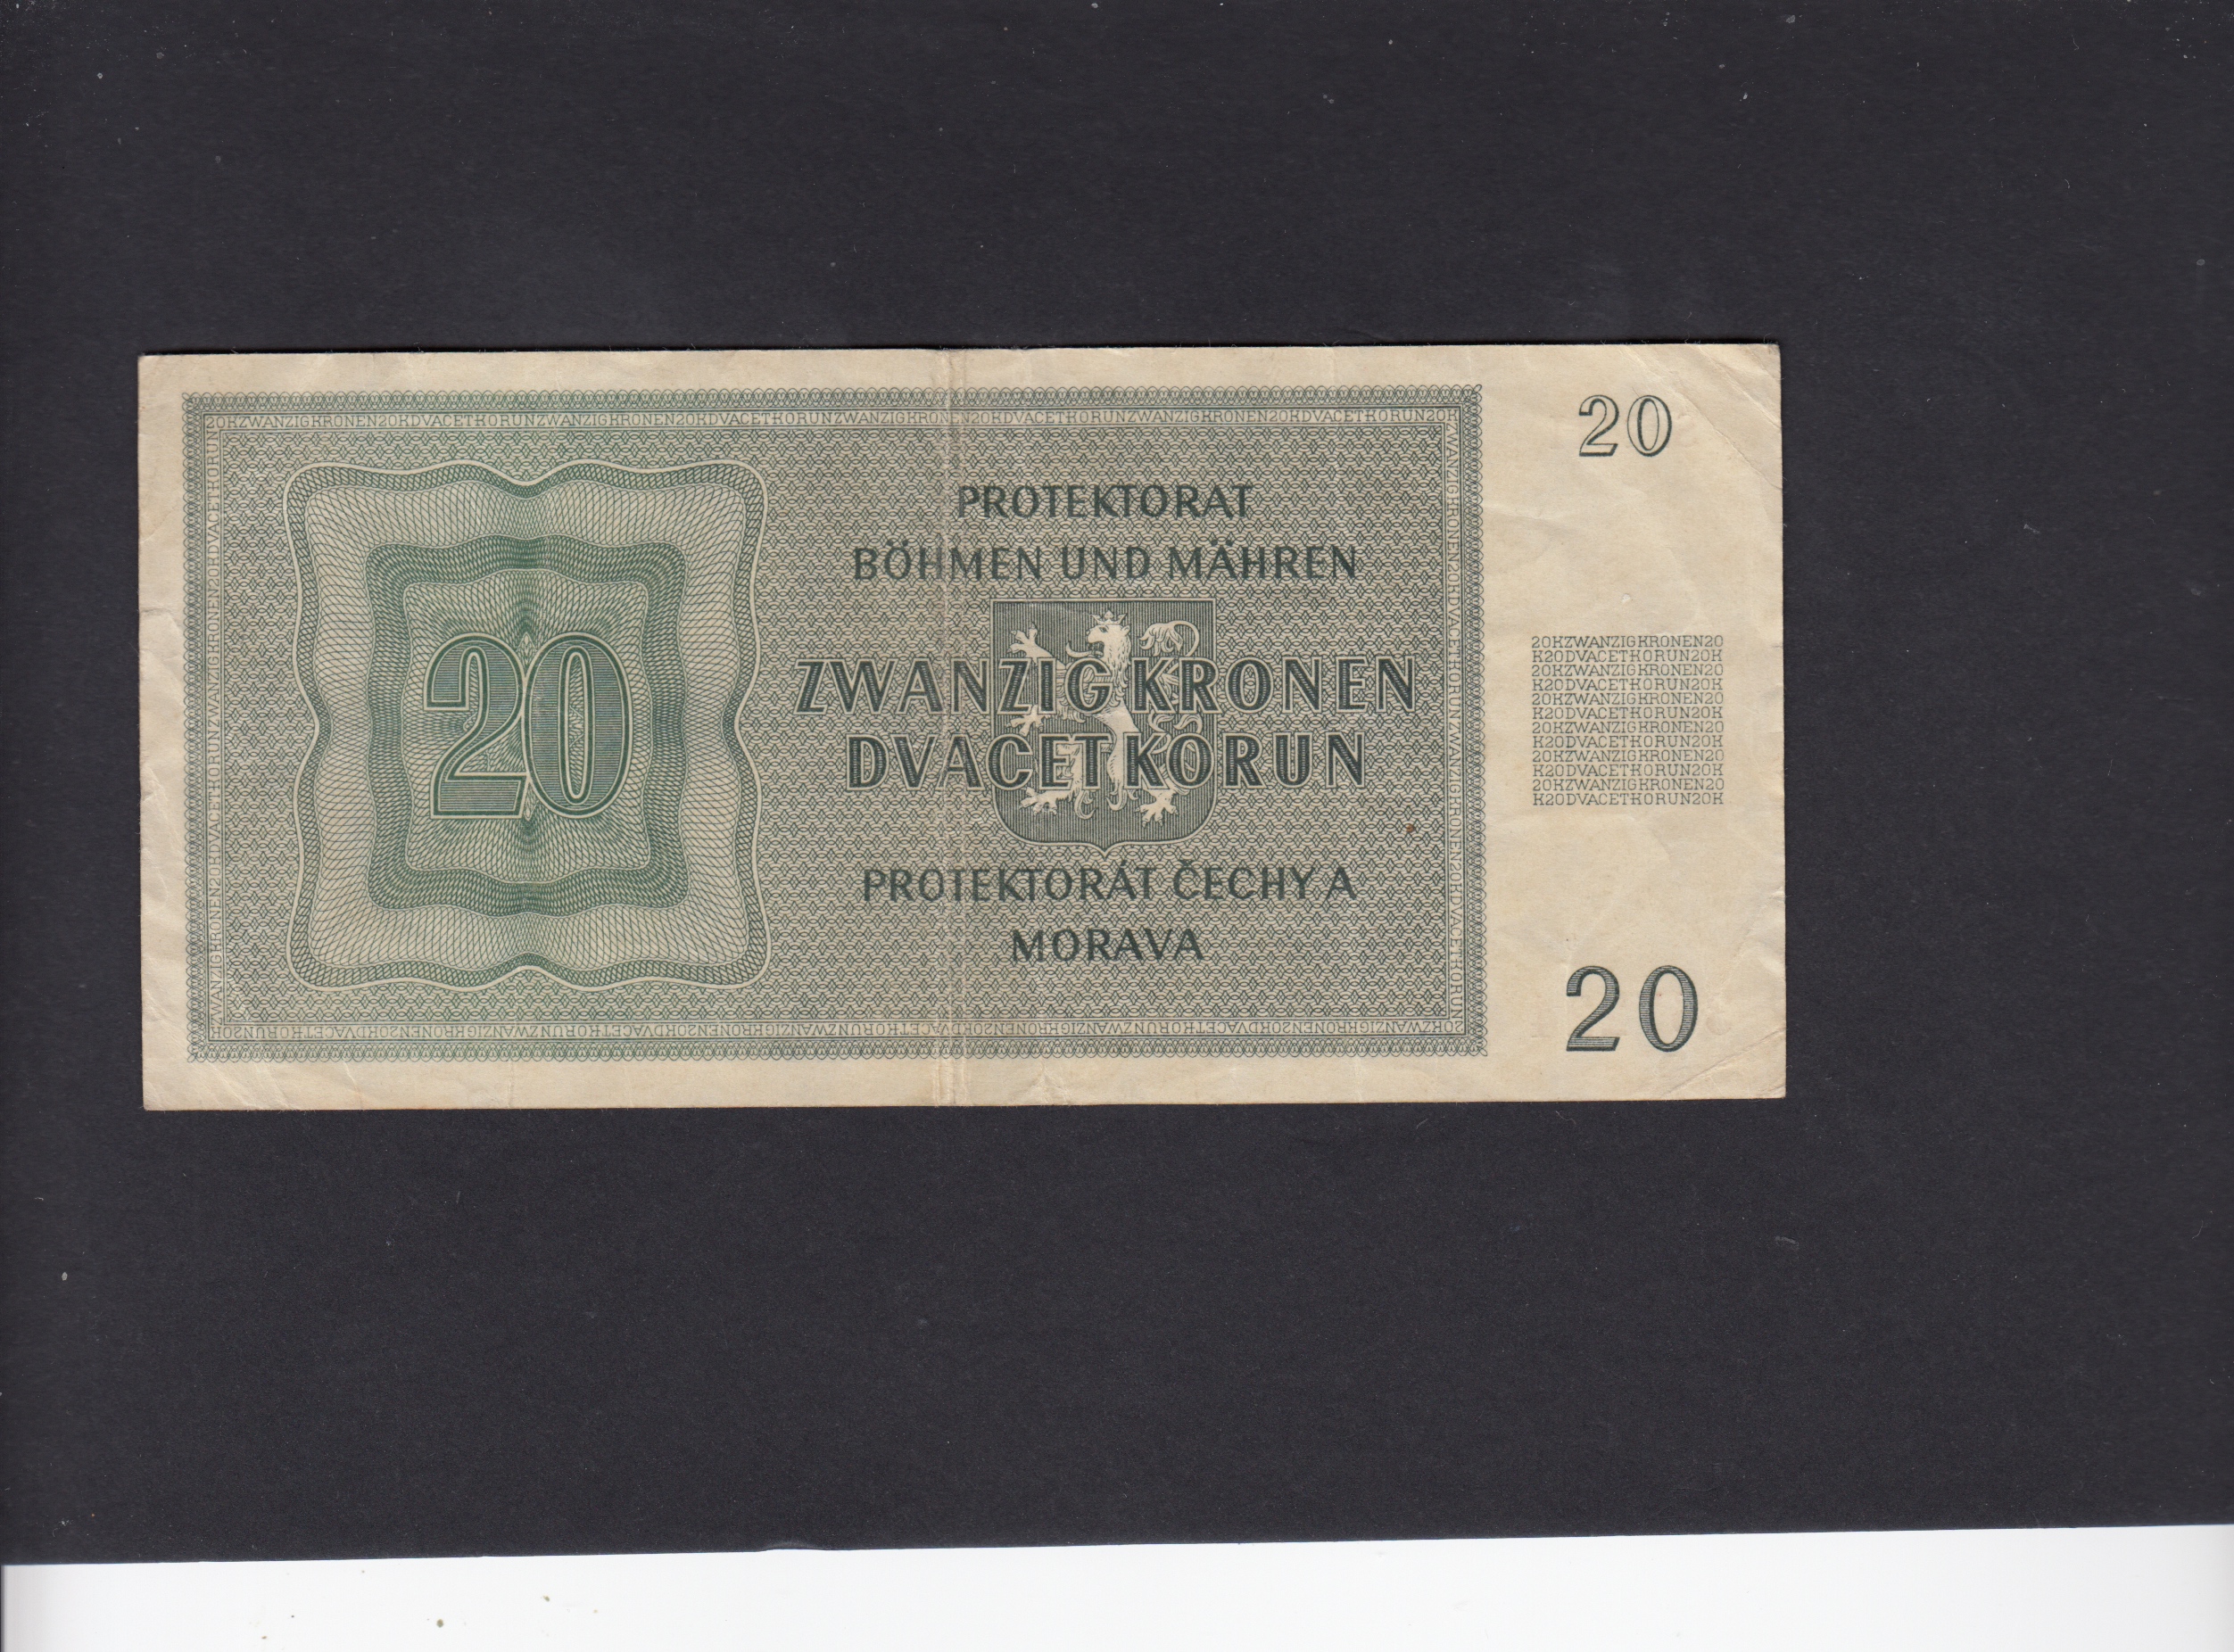 20KZWANZIGKRONEN20KDVACETKORUNZWANZIGKRONEN20KDVACETKORUNZWANZIGKRONEN20KDVACETKORUNZWANZIGKRONEN20KDVACETKORUN20K
20
PROTEKTORAT
BÖHMEN UND MÄHREN
20
ZWANZIG KRONEN
DVACET KORUN
PROTEKTORÁT ČECHY A
MORAVA
20KZWANZIGKRONEN20
K20DVACETKORUN20K
20KZWANZIGKRONEN20
K20DVACETKORUN20K
20KZWANZIGKRONEN20
K20DVACETKORUN20K
20KZWANZIGKRONEN20
K20DVACETKORUN20K
20KZWANZIGKRONEN20
K20DVACETKORUN20K
20KZWANZIGKRONEN20
K20DVACETKORUN20K
20